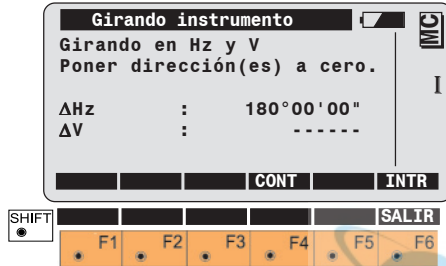 Girando instrumento
MC
Girando en Hz y V
Poner dirección(es) a cero.
I
ΔHz : 180°00'00"
ΔV : ------
CONT INTR
SHIFT SALIR
F1 F2 F3 F4 F5 F6